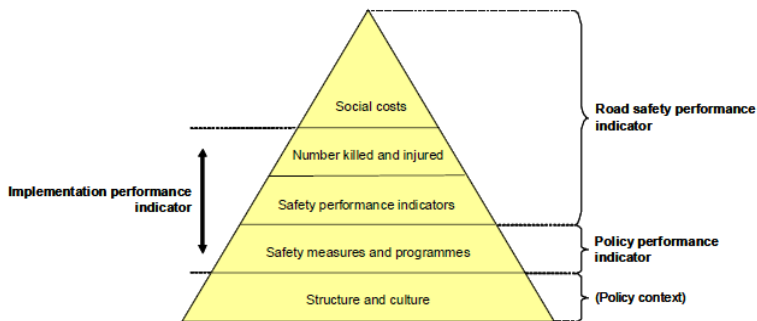 Social costs
Number killed and injured
Safety performance indicators
Safety measures and programmes
Structure and culture
Implementation performance
indicator
Road safety performance
indicator
Policy performance
indicator
(Policy context)